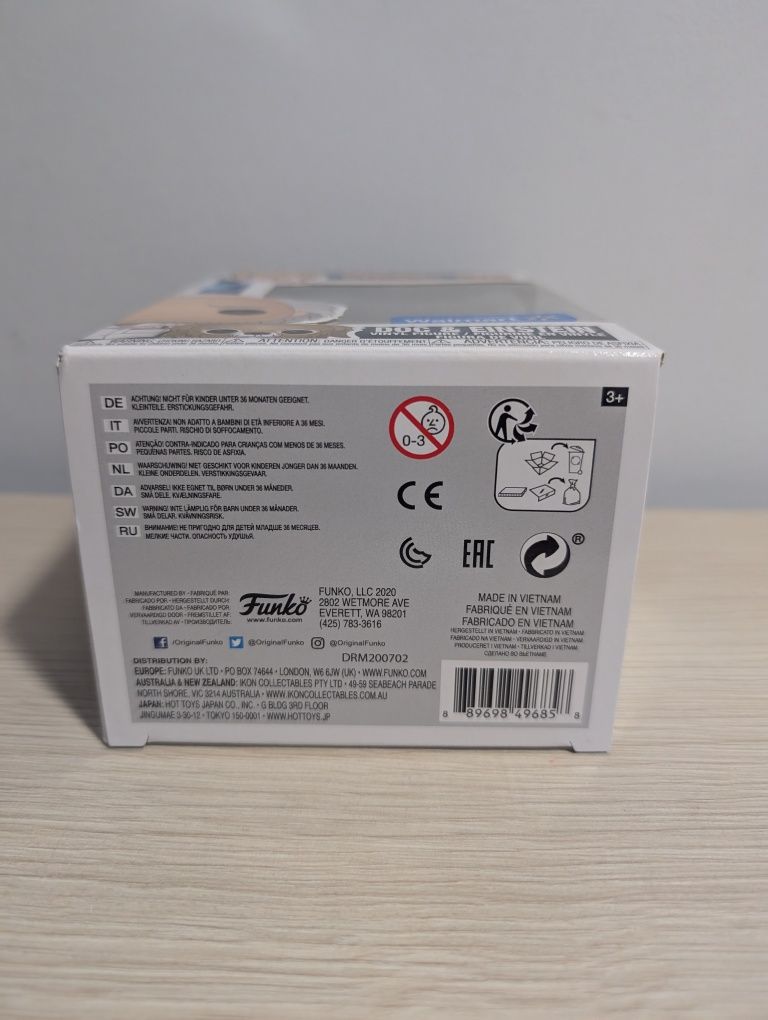 Walmart
DOC & EINSTEIN
ATTENTION: DANGER D'ÉTOUFFEMENT
ADVERTENCIA: PELIGRO DE ASFIXIA
3+
DE ACHTUNG! NICHT FÜR KINDER UNTER 36 MONATEN GEEIGNET.
KLEINTEILE. ERSTICKUNGSGEFAHR.
IT AVVERTENZA! NON ADATTO A BAMBINI DI ETÀ INFERIORE A 36 MESI.
PICCOLE PARTI. RISCHIO DI SOFFOCAMENTO.
PO ATENÇÃO! CONTRA-INDICADO PARA CRIANÇAS COM MENOS DE 36 MESES.
PEQUENAS PARTES. RISCO DE ASFIXIA.
NL WAARSCHUWING! NIET GESCHIKT VOOR KINDEREN JONGER DAN 36 MAANDEN.
KLEINE ONDERDELEN. VERSTIKKINGSGEVAAR.
DA ADVARSEL! IKKE EGNET TIL BØRN UNDER 36 MÅNEDER.
SMÅ DELE. KVÆLNINGSFARE.
SW VARNING! INTE LÄMPLIG FÖR BARN UNDER 36 MÅNADER.
SMÅ DELAR. KVÄVNINGSRISK.
RU ВНИМАНИЕ! НЕ ПРИГОДНО ДЛЯ ДЕТЕЙ МЛАДШЕ 36 МЕСЯЦЕВ.
МЕЛКИЕ ЧАСТИ. ОПАСНОСТЬ УДУШЬЯ.
0-3
CE
EAC
®
MANUFACTURED BY • FABRIQUÉ PAR
FABRICADO POR • HERGESTELLT DURCH
FABBRICATO DA • FABRICADO POR
VERVAARDIGD DOOR • FREMSTILLET AF
TILLVERKAD AV • ПРОИЗВОДИТЕЛЬ:
Funko
www.funko.com
FUNKO, LLC 2020
2802 WETMORE AVE
EVERETT, WA 98201
(425) 783-3616
/OriginalFunko @OriginalFunko @OriginalFunko
DRM200702
DISTRIBUTION BY:
EUROPE: FUNKO UK LTD • PO BOX 74644 • LONDON, W6 6JW (UK) • WWW.FUNKO.COM
AUSTRALIA & NEW ZEALAND: IKON COLLECTABLES PTY LTD • 49-59 SEABEACH PARADE
NORTH SHORE, VIC 3214 AUSTRALIA • WWW.IKONCOLLECTABLES.COM.AU
JAPAN: HOT TOYS JAPAN CO., INC. • G BLDG 3RD FLOOR
JINGUMAE 3-30-12 • TOKYO 150-0001 • WWW.HOTTOYS.JP
MADE IN VIETNAM
FABRIQUÉ EN VIETNAM
FABRICADO EN VIETNAM
HERGESTELLT IN VIETNAM • FABBRICATO IN VIETNAM
FABRICADO NA VIETNAM • VERVAARDIGD IN VIETNAM
PRODUCERET I VIETNAM • TILLVERKAD I VIETNAM
СДЕЛАНО ВО ВЬЕТНАМЕ
8 89698 49685 8